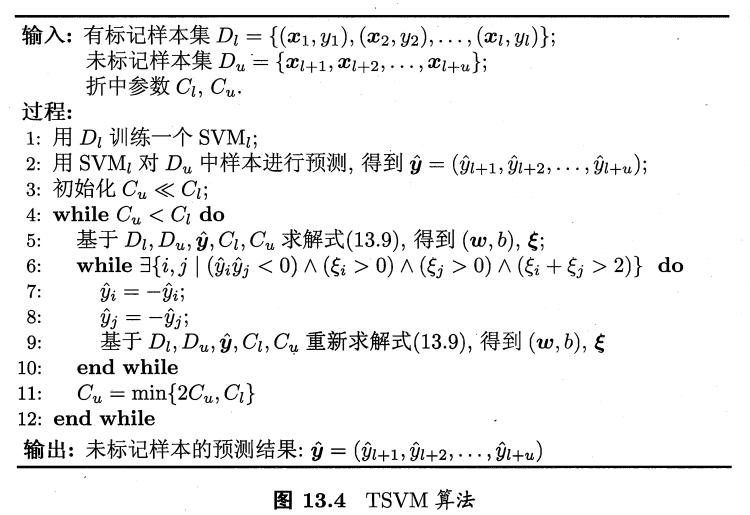 输入: 有标记样本集 $D_l = \{(\boldsymbol{x}_1, y_1), (\boldsymbol{x}_2, y_2), \ldots, (\boldsymbol{x}_l, y_l)\}$;
未标记样本集 $D_u = \{\boldsymbol{x}_{l+1}, \boldsymbol{x}_{l+2}, \ldots, \boldsymbol{x}_{l+u}\}$;
折中参数 $C_l$, $C_u$.
过程:
1: 用 $D_l$ 训练一个 SVM$_l$;
2: 用 SVM$_l$ 对 $D_u$ 中样本进行预测, 得到 $\hat{\boldsymbol{y}} = (\hat{y}_{l+1}, \hat{y}_{l+2}, \ldots, \hat{y}_{l+u})$;
3: 初始化 $C_u \ll C_l$;
4: while $C_u < C_l$ do
5: 基于 $D_l, D_u, \hat{\boldsymbol{y}}, C_l, C_u$ 求解式(13.9), 得到 $(\boldsymbol{w}, b)$, $\boldsymbol{\xi}$;
6: while $\exists \{i, j \mid (\hat{y}_i \hat{y}_j < 0) \wedge (\xi_i > 0) \wedge (\xi_j > 0) \wedge (\xi_i + \xi_j > 2)\}$ do
7: $\hat{y}_i = -\hat{y}_i$;
8: $\hat{y}_j = -\hat{y}_j$;
9: 基于 $D_l, D_u, \hat{\boldsymbol{y}}, C_l, C_u$ 重新求解式(13.9), 得到 $(\boldsymbol{w}, b)$, $\boldsymbol{\xi}$
10: end while
11: $C_u = \min\{2C_u, C_l\}$
12: end while
输出: 未标记样本的预测结果: $\hat{\boldsymbol{y}} = (\hat{y}_{l+1}, \hat{y}_{l+2}, \ldots, \hat{y}_{l+u})$
图 13.4 TSVM 算法